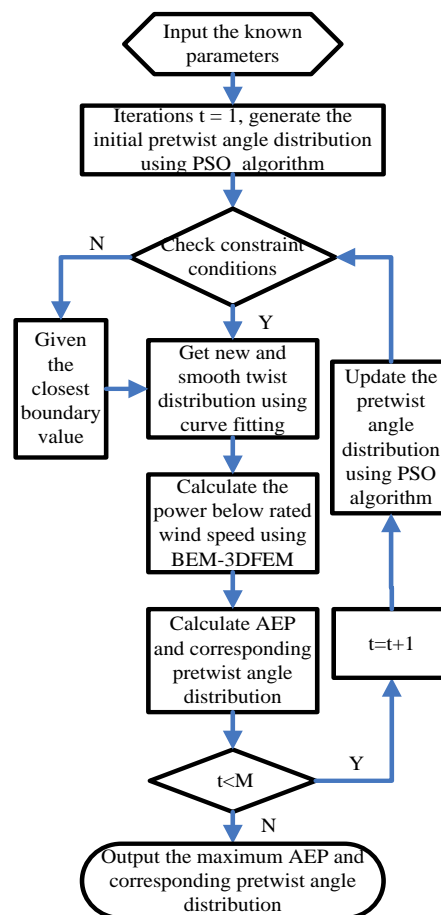 Input the known
parameters
Iterations t = 1, generate the
initial pretwist angle distribution
using PSO algorithm
N
Check constraint
conditions
Y
Given
the
closest
boundary
value
Get new and
smooth twist
distribution using
curve fitting
Update the
pretwist
angle
distribution
using PSO
algorithm
Calculate the
power below rated
wind speed using
BEM-3DFEM
Calculate AEP
and corresponding
pretwist angle
distribution
t=t+1
t<M
Y
N
Output the maximum AEP and
corresponding pretwist angle
distribution